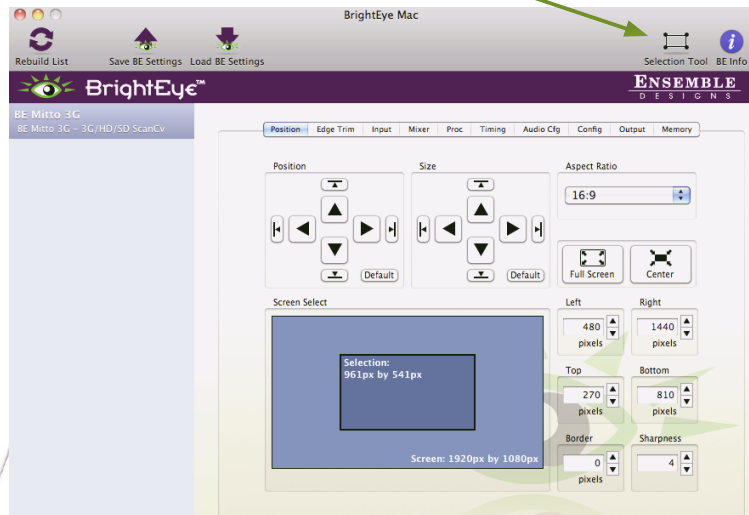 BrightEye Mac
Rebuild List
Save BE Settings
Load BE Settings
Selection Tool
BE Info
BrightEye™
ENSEMBLE
DESIGNS
BE Mitto 3G
BE Mitto 3G – 3G/HD/SD ScanCv
Position Edge Trim Input Mixer Proc Timing Audio Cfg Config Output Memory
Position
Size
Aspect Ratio
16:9
Default
Default
Full Screen
Center
Screen Select
Selection:
961px by 541px
Screen: 1920px by 1080px
Left
Right
480
1440
pixels
pixels
Top
Bottom
270
810
pixels
pixels
Border
Sharpness
0
4
pixels